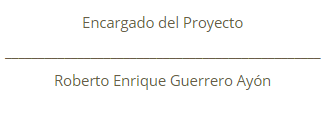 Encargado del Proyecto
Roberto Enrique Guerrero Ayón